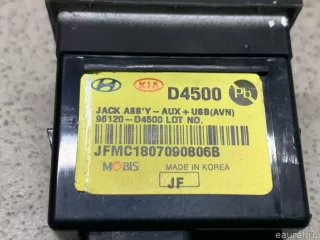 KIA D4500 Pb
JACK ASS'Y - AUX + USB(AVN)
96120-D4500 LOT NO.
JFMC1807090806B
MOBIS MADE IN KOREA
JF
eaurel.ru